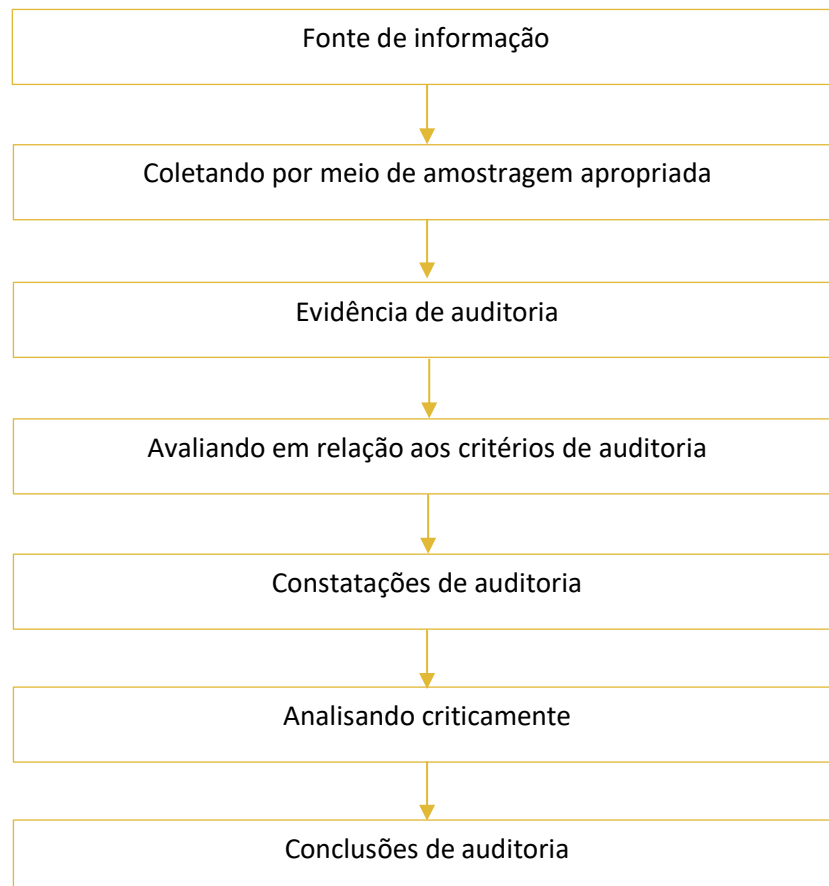 Fonte de informação
Coletando por meio de amostragem apropriada
Evidência de auditoria
Avaliando em relação aos critérios de auditoria
Constatações de auditoria
Analisando criticamente
Conclusões de auditoria